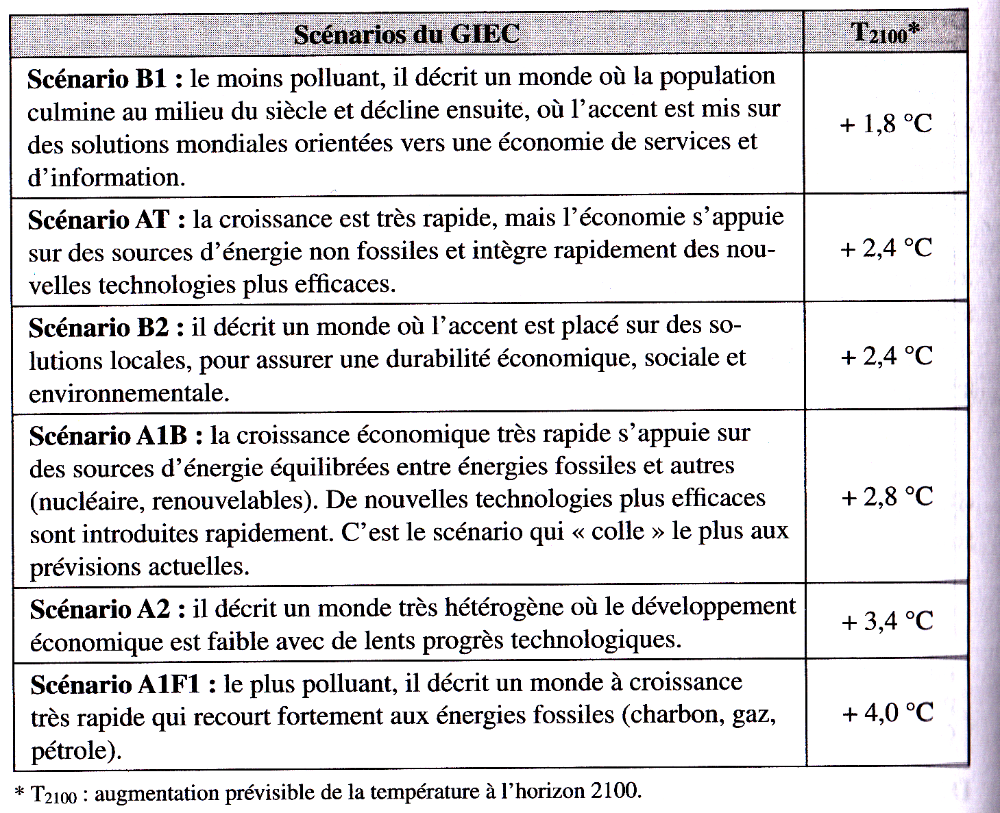 Scénarios du GIEC
T2100*
Scénario B1 : le moins polluant, il décrit un monde où la population
culmine au milieu du siècle et décline ensuite, où l’accent est mis sur
des solutions mondiales orientées vers une économie de services et
d’information.
+ 1,8 °C
Scénario AT : la croissance est très rapide, mais l’économie s’appuie
sur des sources d’énergie non fossiles et intègre rapidement des nou-
velles technologies plus efficaces.
+ 2,4 °C
Scénario B2 : il décrit un monde où l’accent est placé sur des so-
lutions locales, pour assurer une durabilité économique, sociale et
environnementale.
+ 2,4 °C
Scénario A1B : la croissance économique très rapide s’appuie sur
des sources d’énergie équilibrées entre énergies fossiles et autres
(nucléaire, renouvelables). De nouvelles technologies plus efficaces
sont introduites rapidement. C’est le scénario qui « colle » le plus aux
prévisions actuelles.
+ 2,8 °C
Scénario A2 : il décrit un monde très hétérogène où le développement
économique est faible avec de lents progrès technologiques.
+ 3,4 °C
Scénario A1F1 : le plus polluant, il décrit un monde à croissance
très rapide qui recourt fortement aux énergies fossiles (charbon, gaz,
pétrole).
+ 4,0 °C
* T2100 : augmentation prévisible de la température à l’horizon 2100.